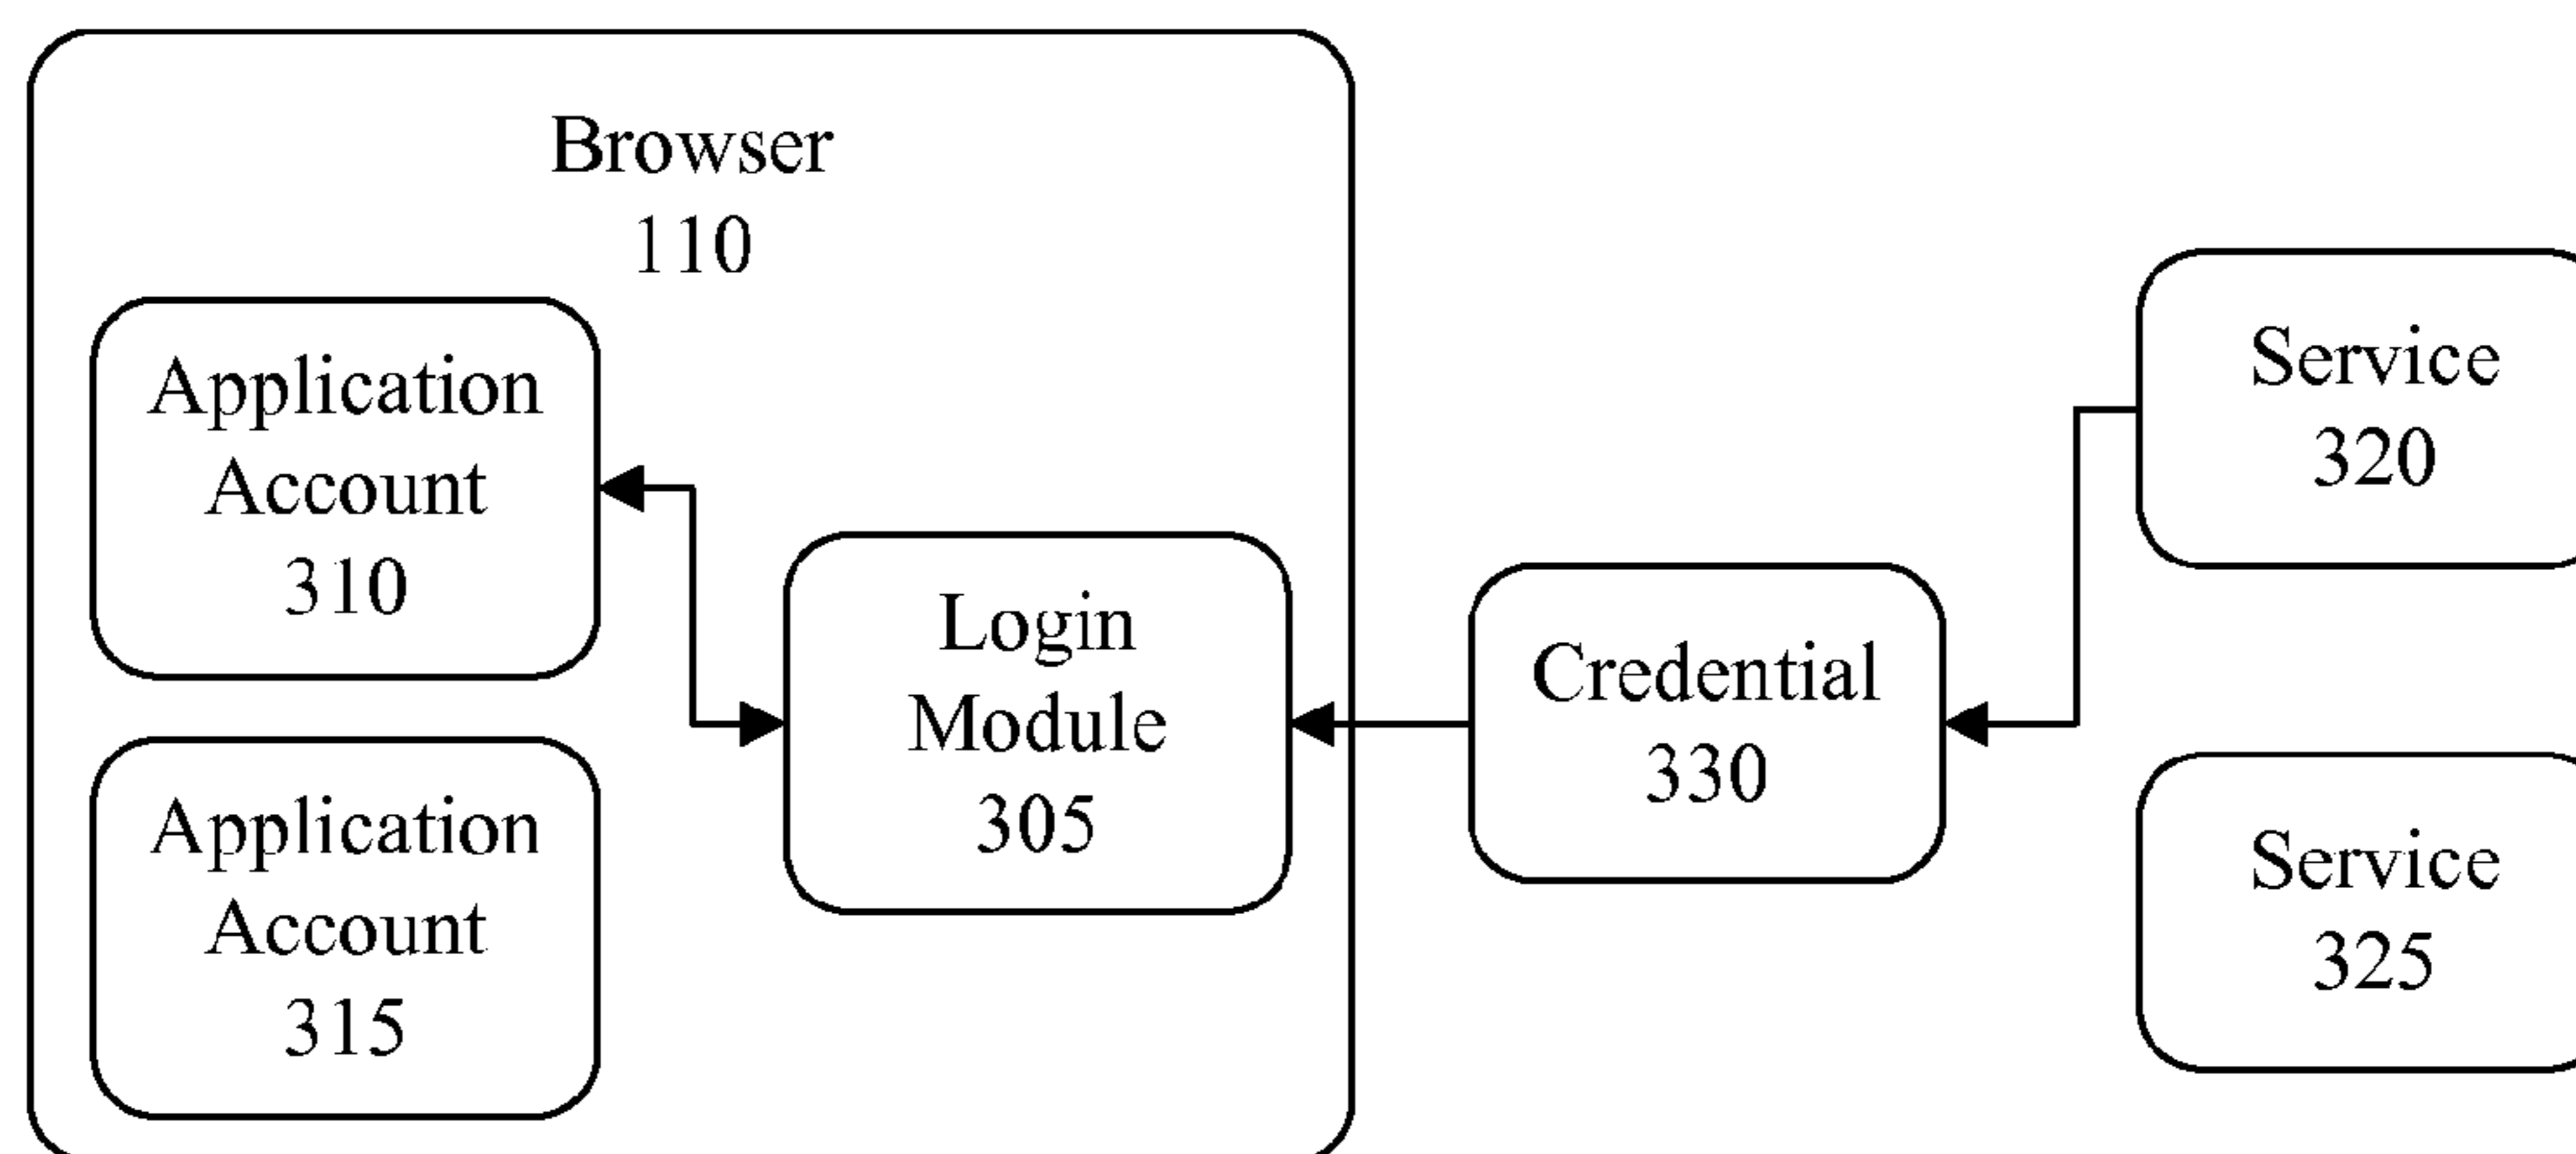 Browser
110
Application
Account
310
Application
Account
315
Login
Module
305
Credential
330
Service
320
Service
325